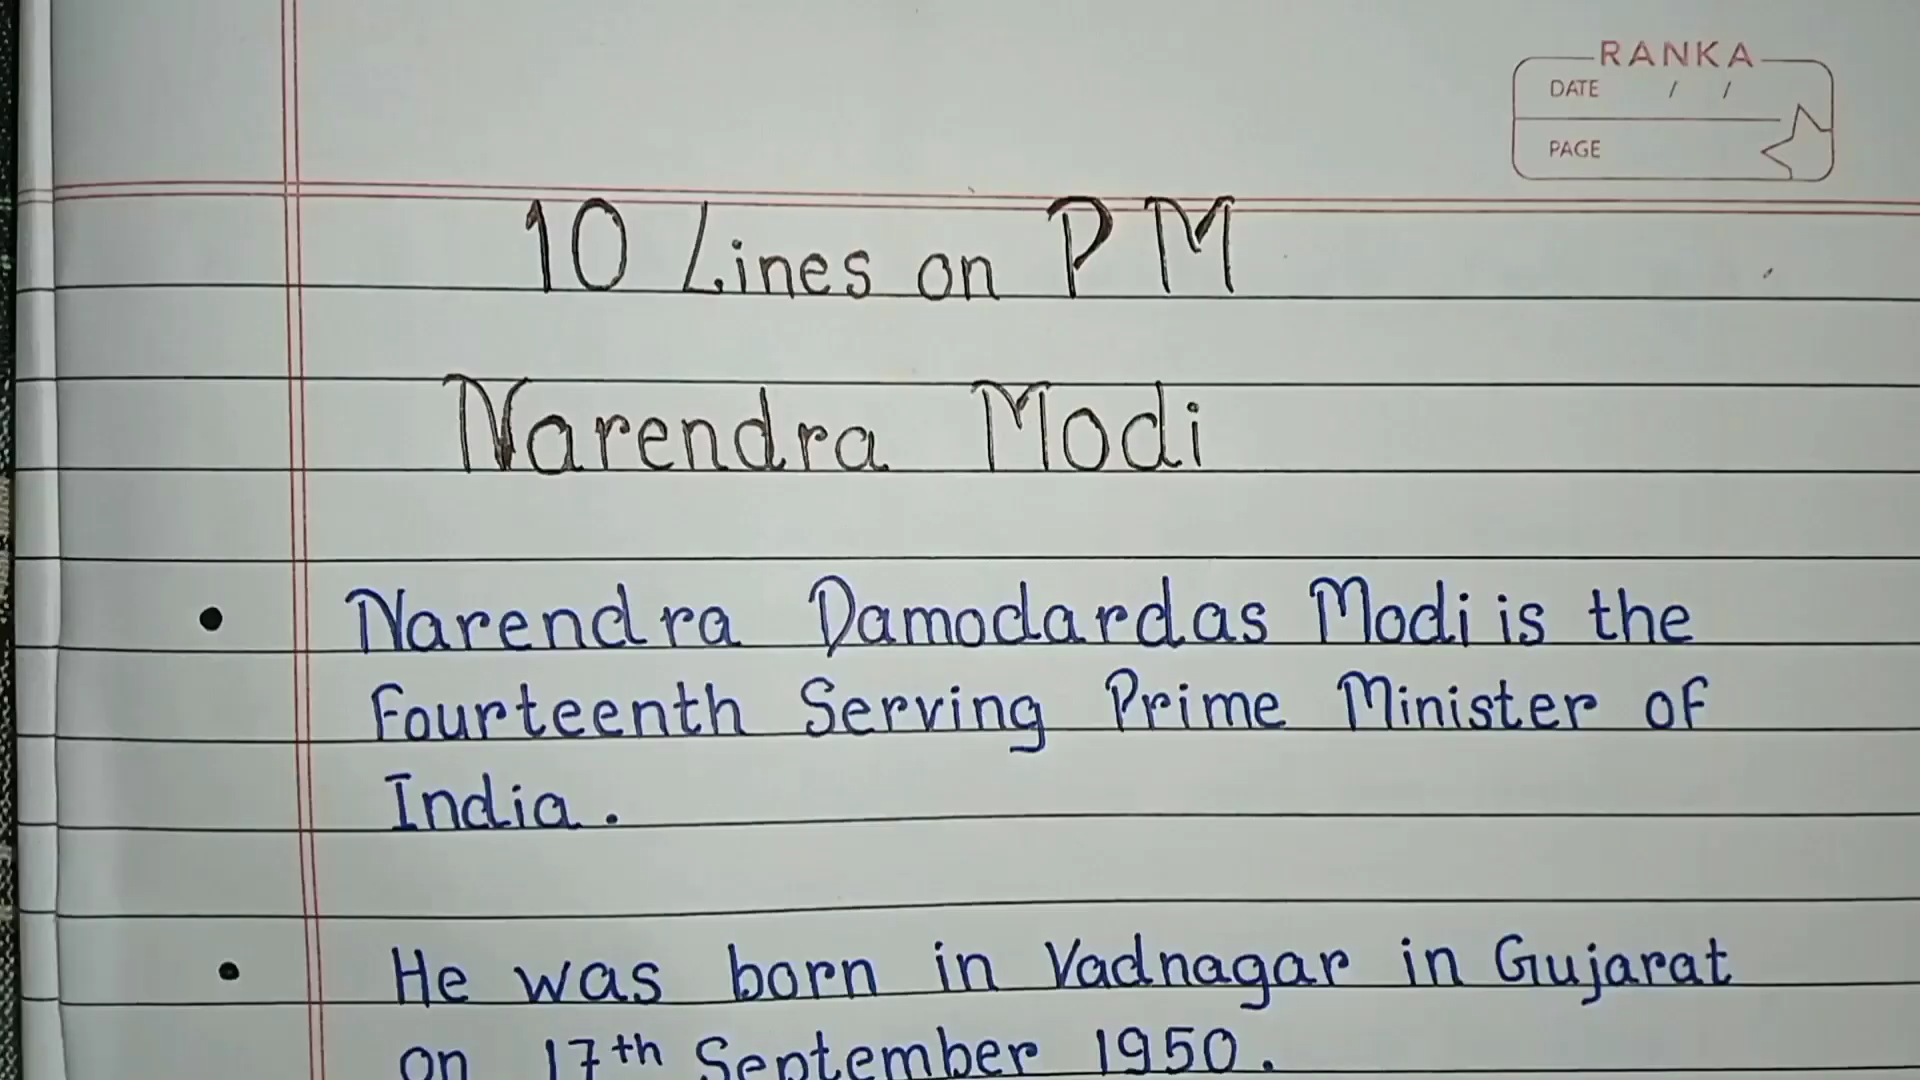 RANKA
DATE / /
PAGE
10 Lines on PM
Narendra Modi
• Narendra Damodardas Modi is the
Fourteenth Serving Prime Minister of
India.
• He was born in Vadnagar in Gujarat
on 17th September 1950.